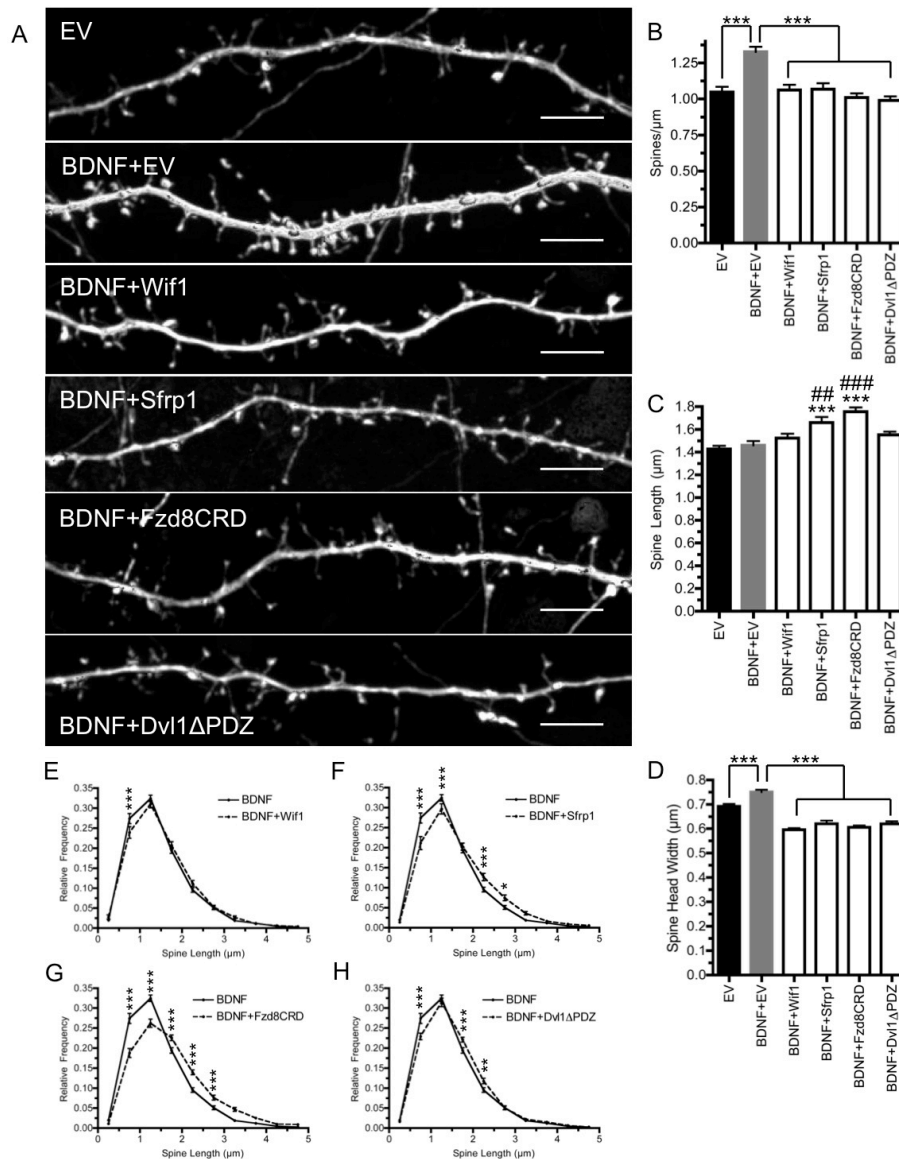 A
EV
BDNF+EV
BDNF+Wif1
BDNF+Sfrp1
BDNF+Fzd8CRD
BDNF+Dvl1ΔPDZ
B
*** ***
Spines/µm
1.25
1.00
0.75
0.50
0.25
0.00
EV
BDNF+EV
BDNF+Wif1
BDNF+Sfrp1
BDNF+Fzd8CRD
BDNF+Dvl1ΔPDZ
C
## ###
*** ***
Spine Length (µm)
1.8
1.6
1.4
1.2
1.0
0.8
0.6
0.4
0.2
0.0
EV
BDNF+EV
BDNF+Wif1
BDNF+Sfrp1
BDNF+Fzd8CRD
BDNF+Dvl1ΔPDZ
D
*** ***
Spine Head Width (µm)
0.8
0.7
0.6
0.5
0.4
0.3
0.2
0.1
0.0
EV
BDNF+EV
BDNF+Wif1
BDNF+Sfrp1
BDNF+Fzd8CRD
BDNF+Dvl1ΔPDZ
E
***
BDNF
BDNF+Wif1
Relative Frequency
0.35
0.30
0.25
0.20
0.15
0.10
0.05
0.00
0 1 2 3 4 5
Spine Length (µm)
F
*** *** *** *
BDNF
BDNF+Sfrp1
Relative Frequency
0.35
0.30
0.25
0.20
0.15
0.10
0.05
0.00
0 1 2 3 4 5
Spine Length (µm)
G
*** *** *** *** ***
BDNF
BDNF+Fzd8CRD
Relative Frequency
0.35
0.30
0.25
0.20
0.15
0.10
0.05
0.00
0 1 2 3 4 5
Spine Length (µm)
H
*** *** **
BDNF
BDNF+Dvl1ΔPDZ
Relative Frequency
0.35
0.30
0.25
0.20
0.15
0.10
0.05
0.00
0 1 2 3 4 5
Spine Length (µm)